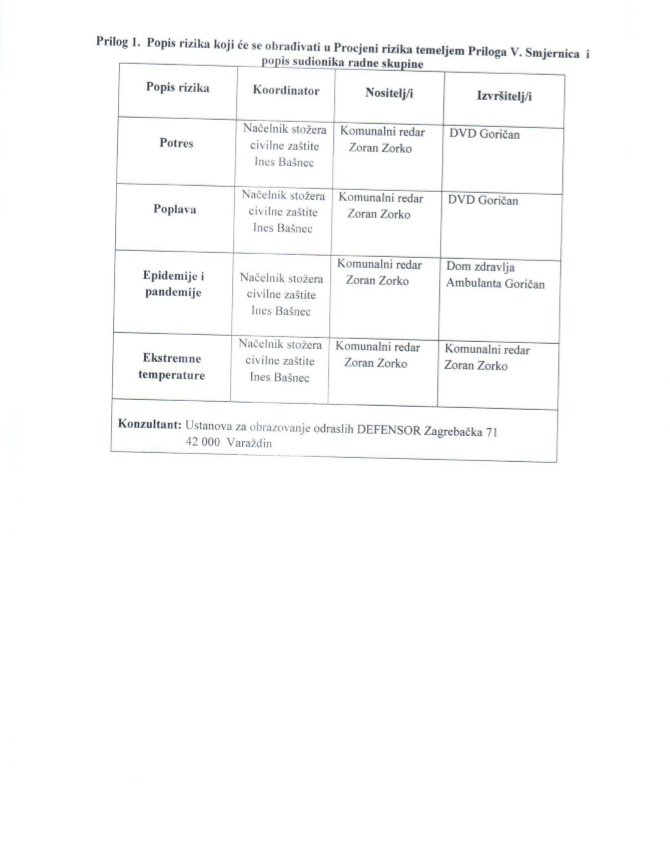 Prilog 1. Popis rizika koji će se obrađivati u Procjeni rizika temeljem Priloga V. Smjernica i
popis sudionika radne skupine
Popis rizika Koordinator Nositelj/i Izvršitelj/i
Potres
Načelnik stožera
civilne zaštite
Ines Bašnec
Komunalni redar
Zoran Zorko
DVD Goričan
Poplava
Načelnik stožera
civilne zaštite
Ines Bašnec
Komunalni redar
Zoran Zorko
DVD Goričan
Epidemije i
pandemije
Načelnik stožera
civilne zaštite
Ines Bašnec
Komunalni redar
Zoran Zorko
Dom zdravlja
Ambulanta Goričan
Ekstremne
temperature
Načelnik stožera
civilne zaštite
Ines Bašnec
Komunalni redar
Zoran Zorko
Komunalni redar
Zoran Zorko
Konzultant: Ustanova za obrazovanje odraslih DEFENSOR Zagrebačka 71
42 000 Varaždin